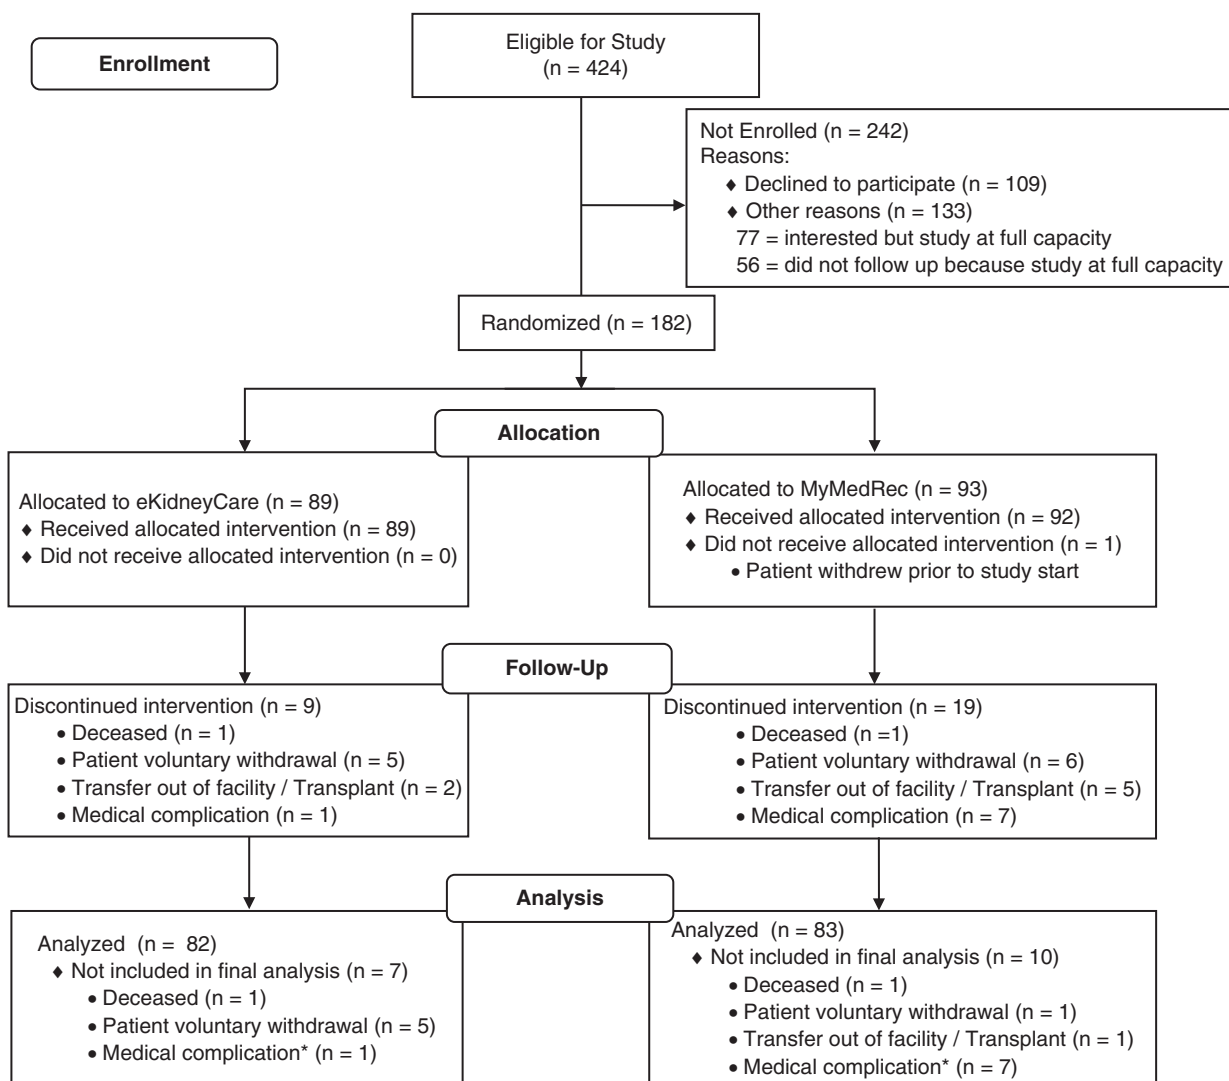 Enrollment
Eligible for Study
(n = 424)
Not Enrolled (n = 242)
Reasons:
♦ Declined to participate (n = 109)
♦ Other reasons (n = 133)
77 = interested but study at full capacity
56 = did not follow up because study at full capacity
Randomized (n = 182)
Allocation
Allocated to eKidneyCare (n = 89)
♦ Received allocated intervention (n = 89)
♦ Did not receive allocated intervention (n = 0)
Allocated to MyMedRec (n = 93)
♦ Received allocated intervention (n = 92)
♦ Did not receive allocated intervention (n = 1)
• Patient withdrew prior to study start
Follow-Up
Discontinued intervention (n = 9)
• Deceased (n = 1)
• Patient voluntary withdrawal (n = 5)
• Transfer out of facility / Transplant (n = 2)
• Medical complication (n = 1)
Discontinued intervention (n = 19)
• Deceased (n =1)
• Patient voluntary withdrawal (n = 6)
• Transfer out of facility / Transplant (n = 5)
• Medical complication (n = 7)
Analysis
Analyzed (n = 82)
♦ Not included in final analysis (n = 7)
• Deceased (n = 1)
• Patient voluntary withdrawal (n = 5)
• Medical complication* (n = 1)
Analyzed (n = 83)
♦ Not included in final analysis (n = 10)
• Deceased (n = 1)
• Patient voluntary withdrawal (n = 1)
• Transfer out of facility / Transplant (n = 1)
• Medical complication* (n = 7)